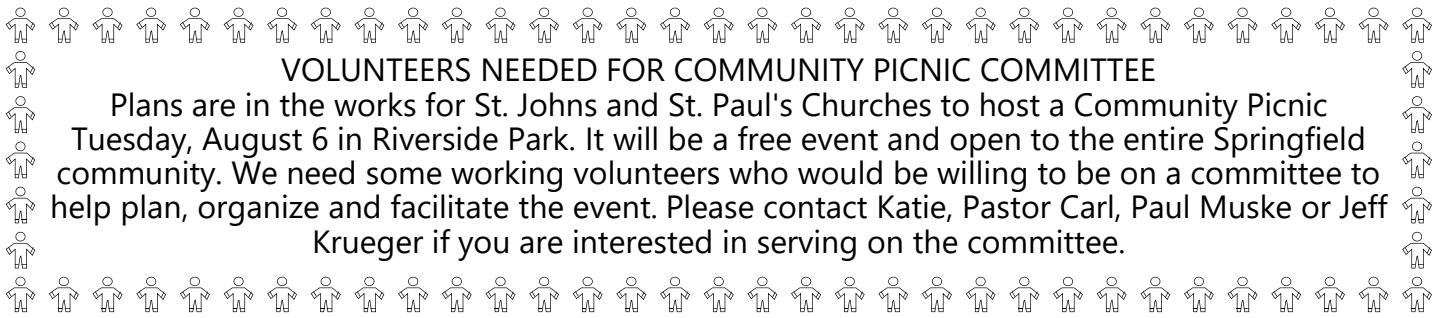 VOLUNTEERS NEEDED FOR COMMUNITY PICNIC COMMITTEE
Plans are in the works for St. Johns and St. Paul's Churches to host a Community Picnic
Tuesday, August 6 in Riverside Park. It will be a free event and open to the entire Springfield
community. We need some working volunteers who would be willing to be on a committee to
help plan, organize and facilitate the event. Please contact Katie, Pastor Carl, Paul Muske or Jeff
Krueger if you are interested in serving on the committee.